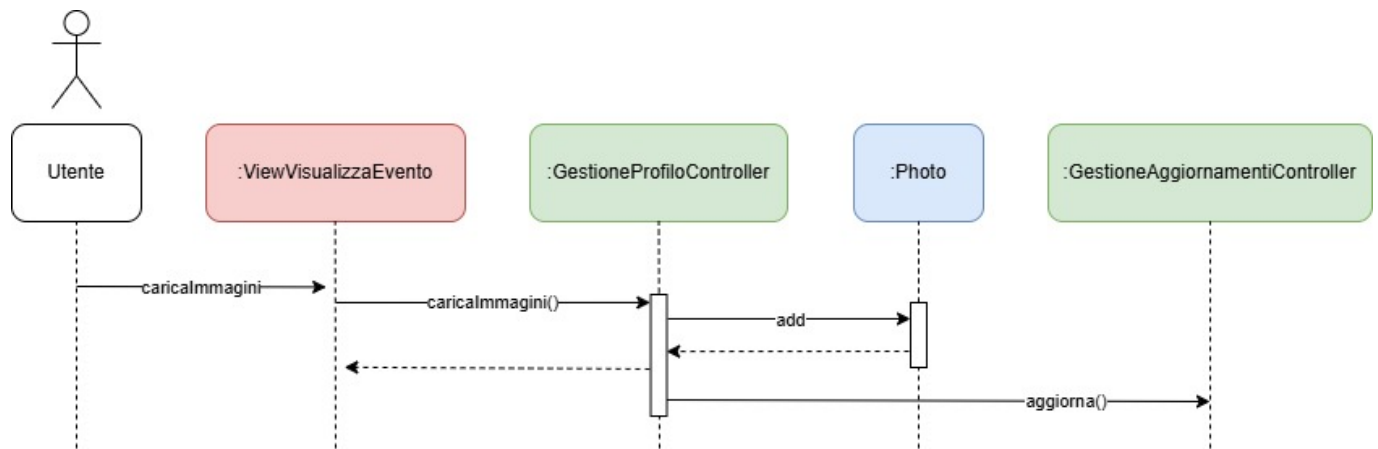 Utente
:ViewVisualizzaEvento
:GestioneProfiloController
:Photo
:GestioneAggiornamentiController
caricaImmagini
caricaImmagini()
add
aggiorna()